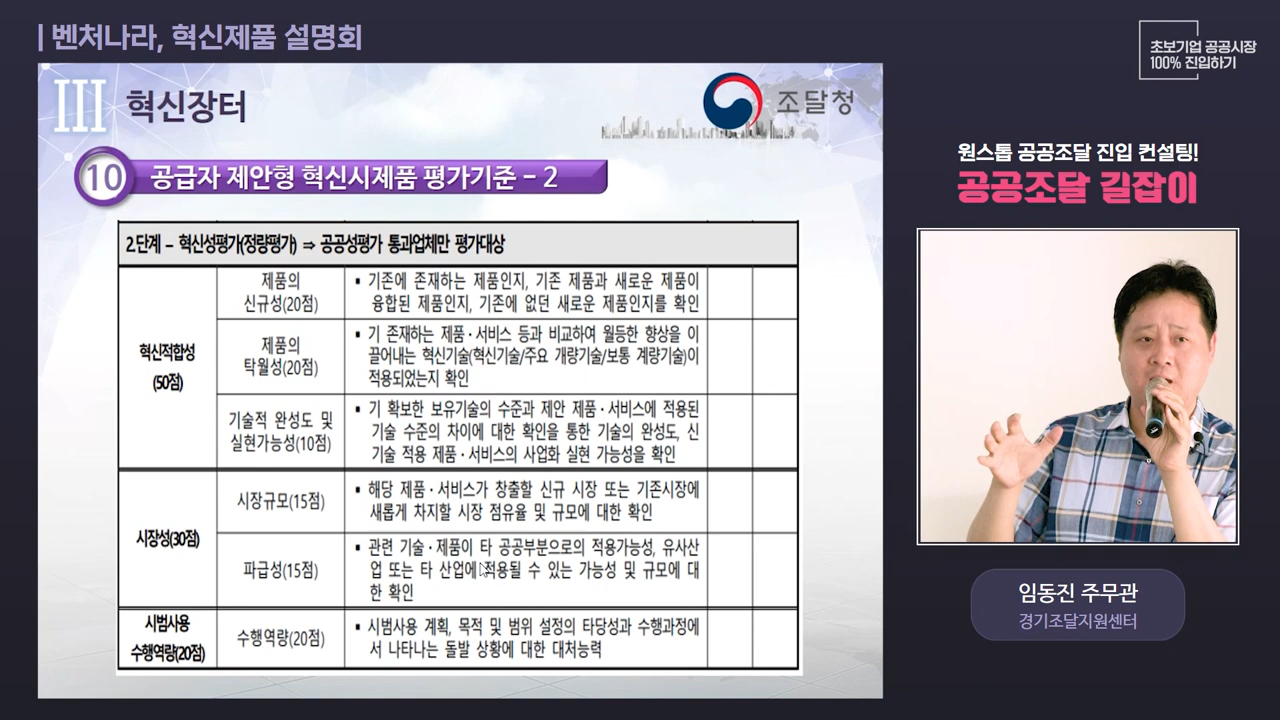 | 벤처나라, 혁신제품 설명회
초보기업 공공시장
100% 진입하기
III 혁신장터
조달청
10 공급자 제안형 혁신시제품 평가기준 - 2
2단계 - 혁신성평가(정량평가) ⇒ 공공성평가 통과업체만 평가대상
혁신적합성
(50점)
제품의
신규성(20점)
▪ 기존에 존재하는 제품인지, 기존 제품과 새로운 제품이
융합된 제품인지, 기존에 없던 새로운 제품인지를 확인
제품의
탁월성(20점)
▪ 기 존재하는 제품·서비스 등과 비교하여 월등한 향상을 이
끌어내는 혁신기술(혁신기술/주요 개량기술/보통 계량기술)이
적용되었는지 확인
기술적 완성도 및
실현가능성(10점)
▪ 기 확보한 보유기술의 수준과 제안 제품·서비스에 적용된
기술 수준의 차이에 대한 확인을 통한 기술의 완성도, 신
기술 적용 제품·서비스의 사업화 실현 가능성을 확인
시장성(30점)
시장규모(15점)
▪ 해당 제품·서비스가 창출할 신규 시장 또는 기존시장에
새롭게 차지할 시장 점유율 및 규모에 대한 확인
파급성(15점)
▪ 관련 기술·제품이 타 공공부분으로의 적용가능성, 유사산
업 또는 타 산업에 적용될 수 있는 가능성 및 규모에 대
한 확인
시범사용
수행역량(20점)
수행역량(20점)
▪ 시범사용 계획, 목적 및 범위 설정의 타당성과 수행과정에
서 나타나는 돌발 상황에 대한 대처능력
원스톱 공공조달 진입 컨설팅!
공공조달 길잡이
임동진 주무관
경기조달지원센터